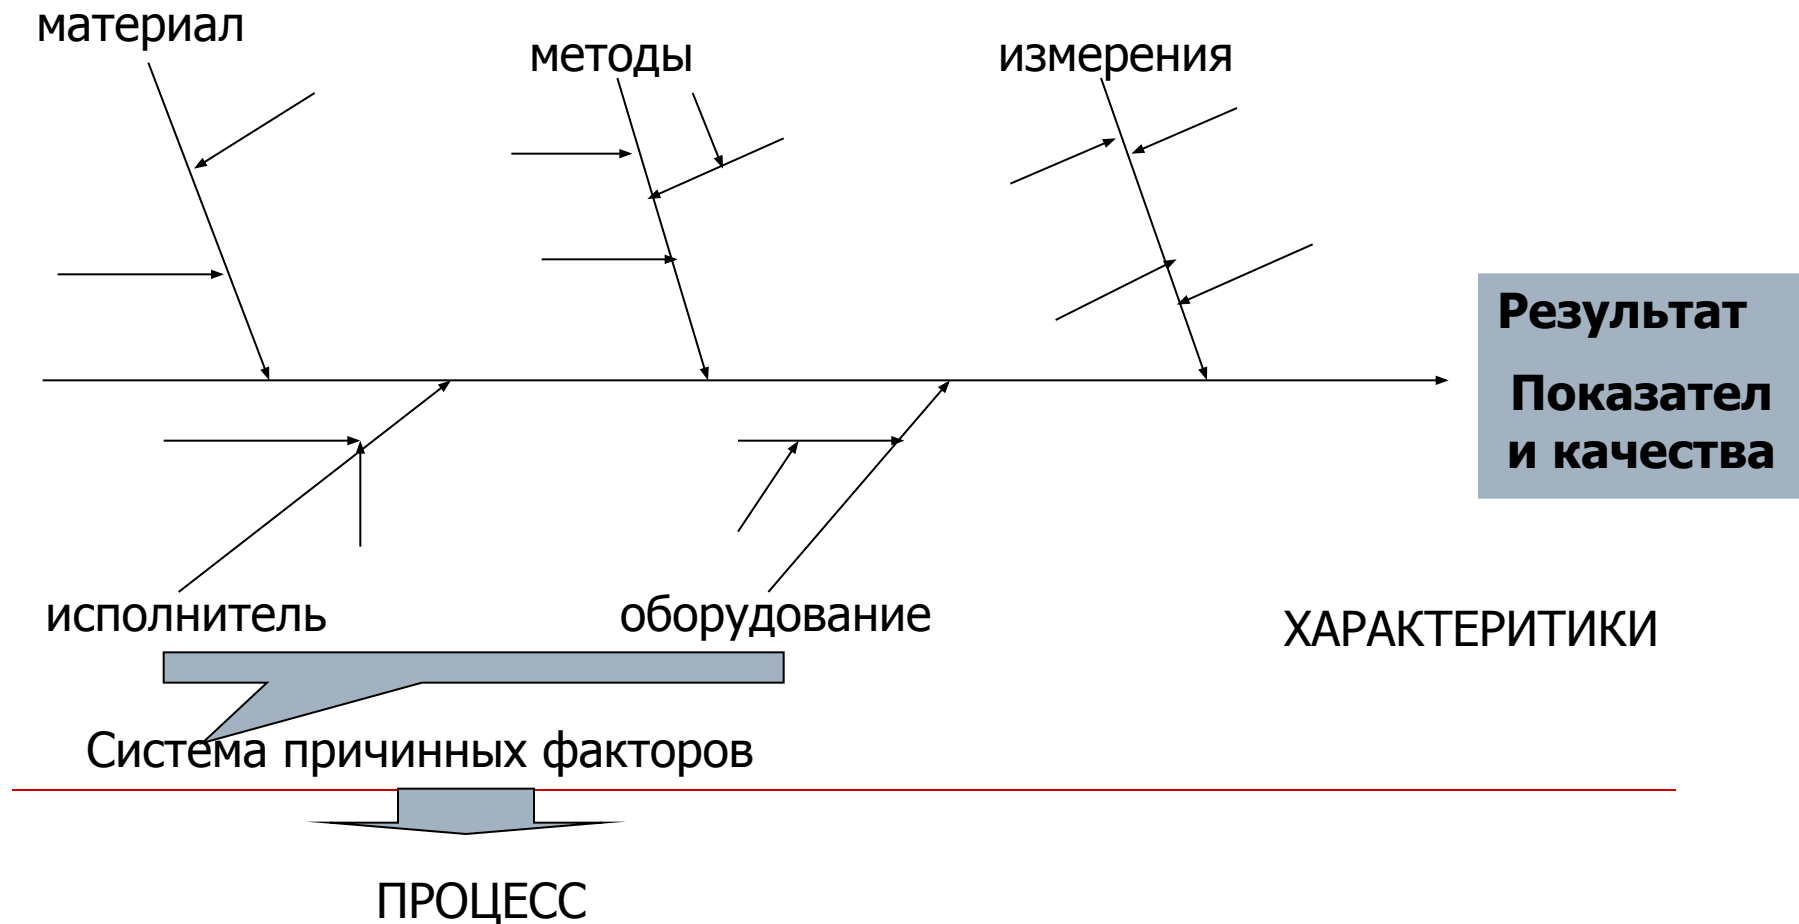 материал
методы
измерения
Результат
Показател
и качества
исполнитель
оборудование
ХАРАКТЕРИТИКИ
Система причинных факторов
ПРОЦЕСС